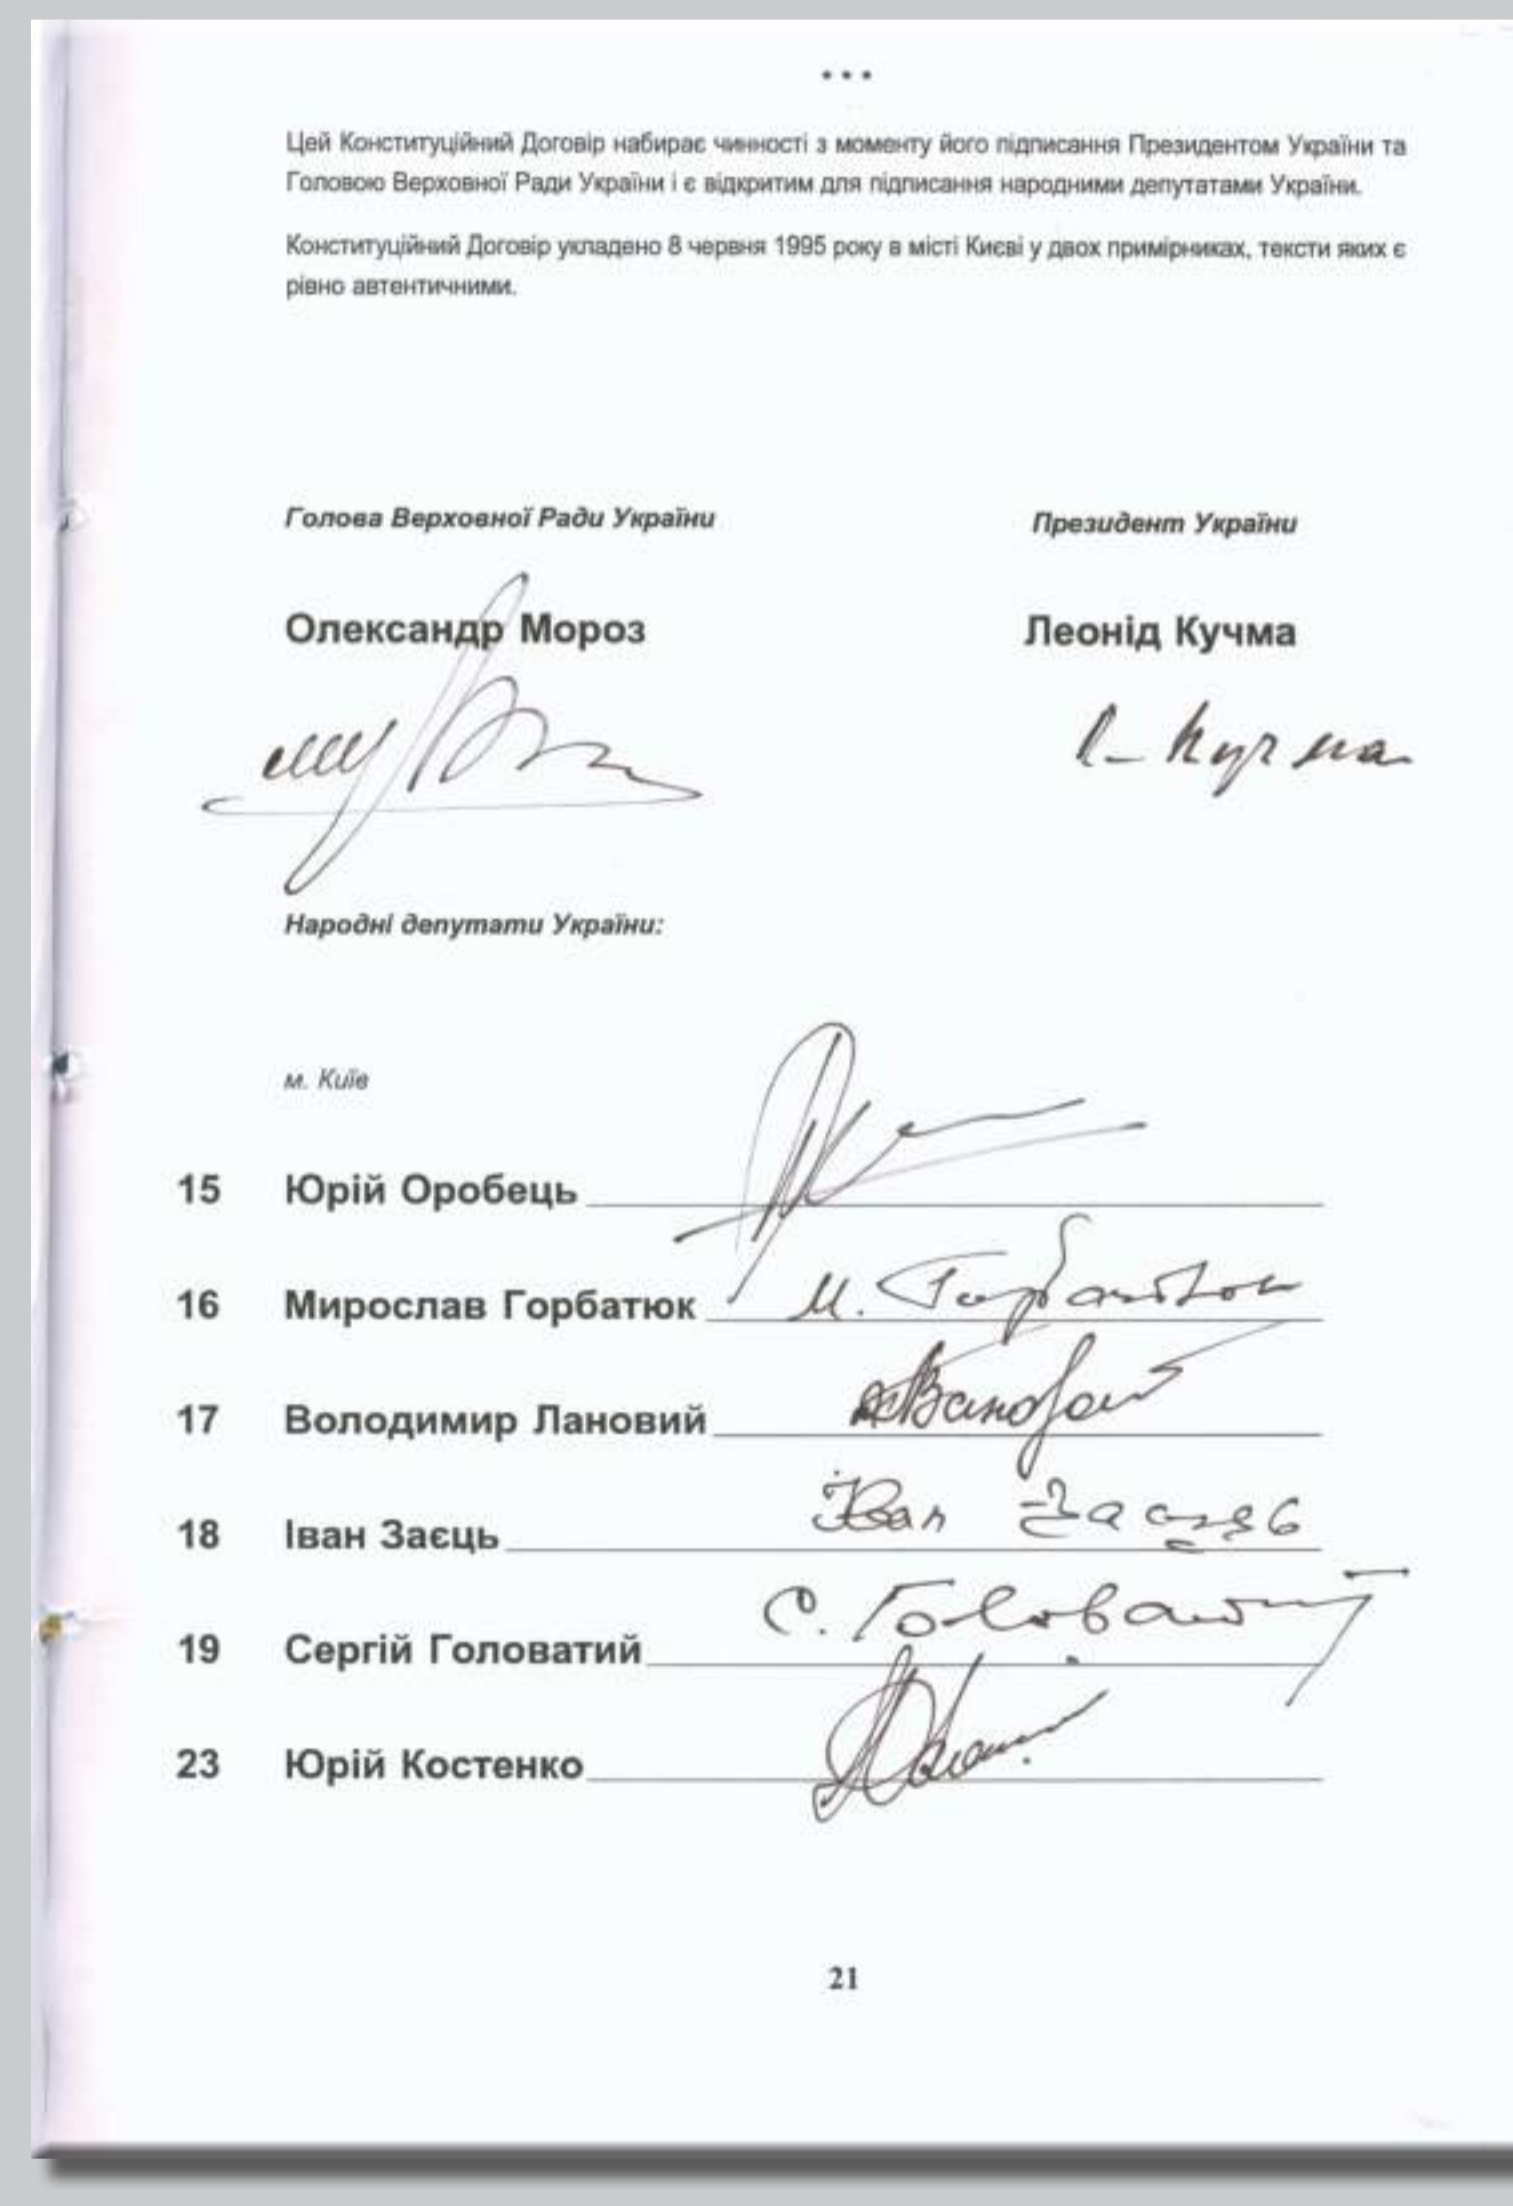 * * *
Цей Конституційний Договір набирає чинності з моменту його підписання Президентом України та
Головою Верховної Ради України і є відкритим для підписання народними депутатами України.
Конституційний Договір укладено 8 червня 1995 року в місті Києві у двох примірниках, тексти яких є
рівно автентичними.
Голова Верховної Ради України Президент України
Олександр Мороз Леонід Кучма
Л. Кучма
Народні депутати України:
м. Київ
15 Юрій Оробець
16 Мирослав Горбатюк М. Горбатюк
17 Володимир Лановий
18 Іван Заєць Іван Заєць
19 Сергій Головатий С. Головатий
23 Юрій Костенко
21